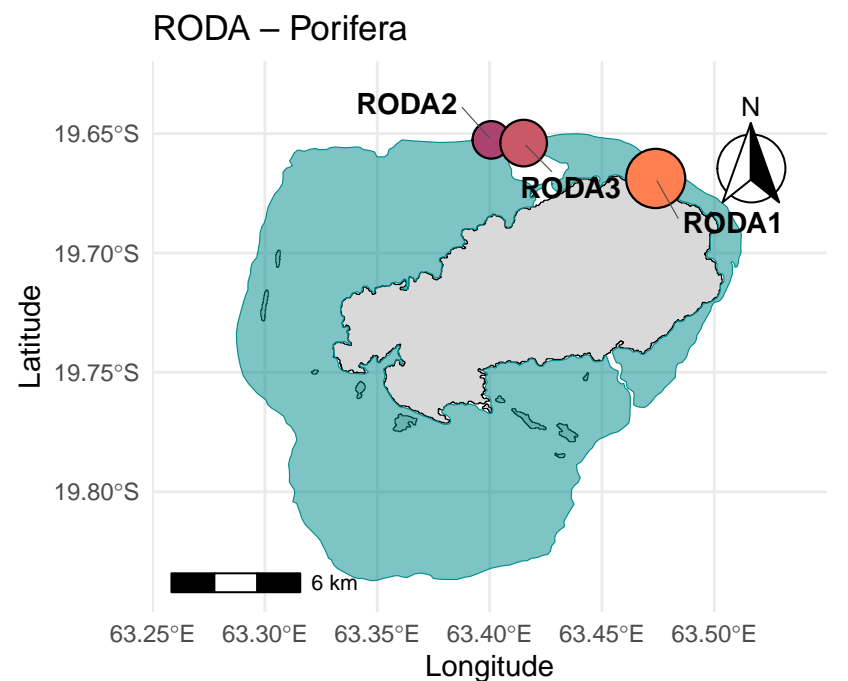 RODA – Porifera
N
RODA2
19.65°S
RODA3
RODA1
19.70°S
Latitude
19.75°S
19.80°S
6 km
63.25°E 63.30°E 63.35°E 63.40°E 63.45°E 63.50°E
Longitude